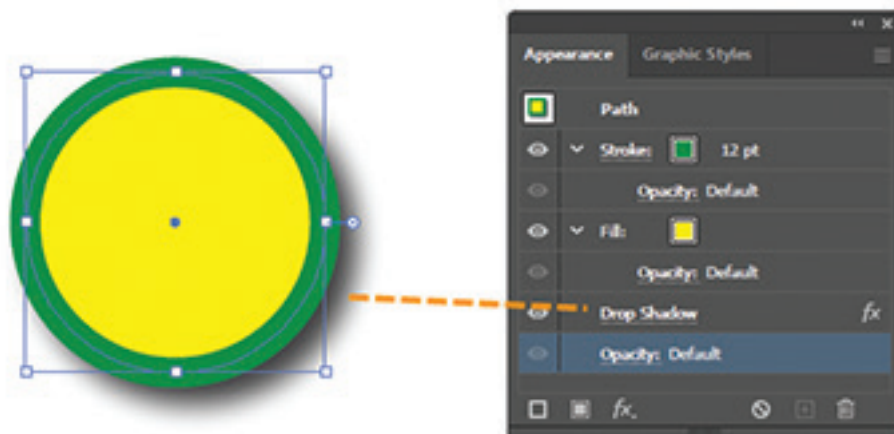 Appearance Graphic Styles
Path
Stroke: 12 pt
Opacity: Default
Fill:
Opacity: Default
Drop Shadow fx
Opacity: Default
fx.